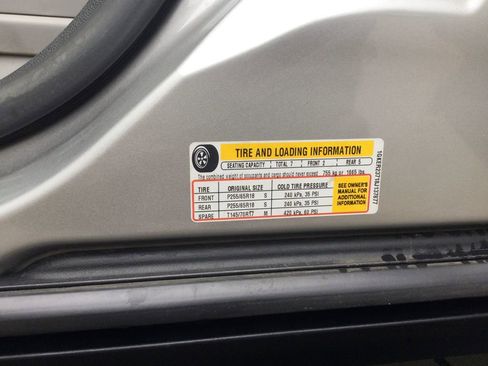 TIRE AND LOADING INFORMATION
SEATING CAPACITY TOTAL 7 FRONT 2 REAR 5
The combined weight of occupants and cargo should never exceed 755 kg or 1665 lbs.
TIRE ORIGINAL SIZE COLD TIRE PRESSURE
FRONT P255/65R18 S 240 kPa, 35 PSI
REAR P255/65R18 S 240 kPa, 35 PSI
SPARE T145/70R17 M 420 kPa, 60 PSI
SEE OWNER'S
MANUAL FOR
ADDITIONAL
INFORMATION